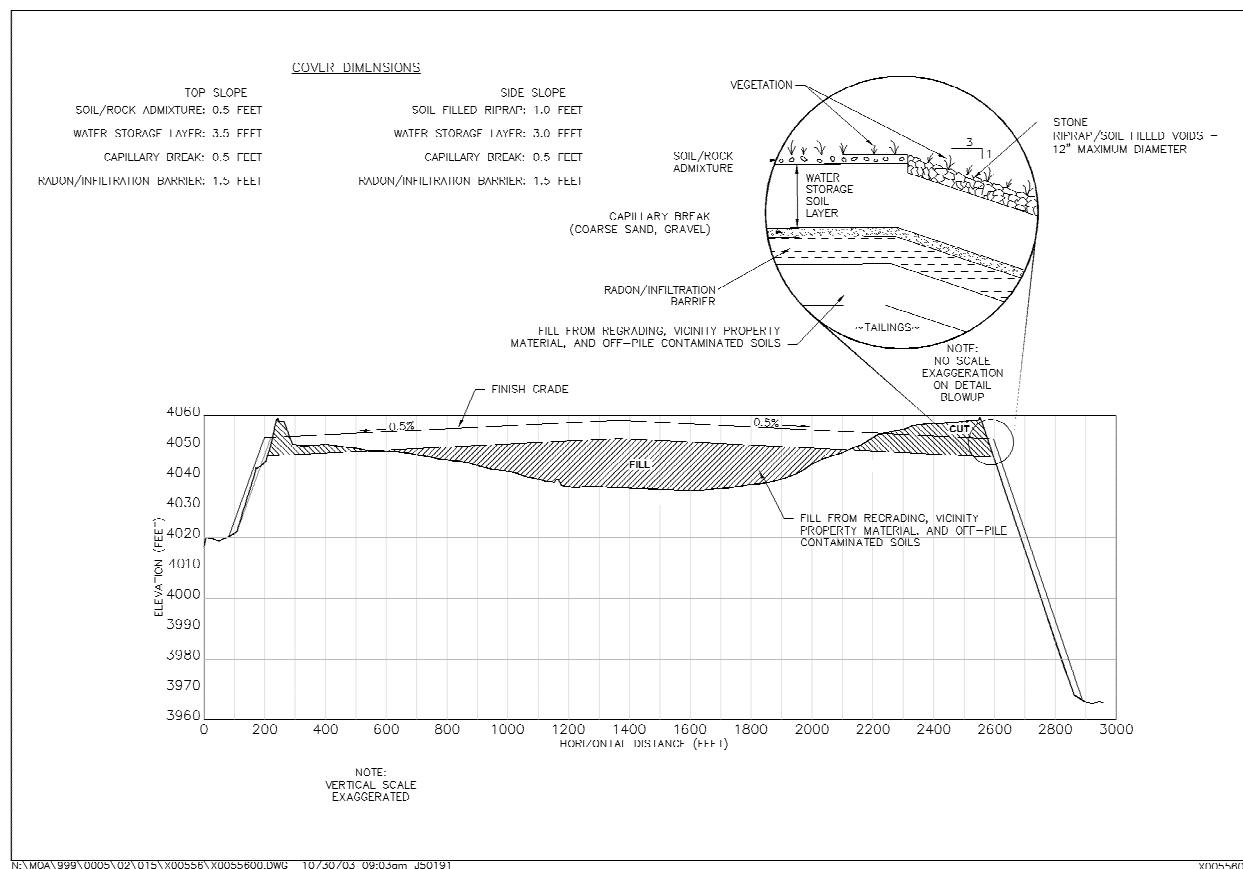 COVER DIMENSIONS
TOP SLOPE
SOIL/ROCK ADMIXTURE: 0.5 FEET
WATER STORAGE LAYER: 3.5 FEET
CAPILLARY BREAK: 0.5 FEET
RADON/INFILTRATION BARRIER: 1.5 FEET
SIDE SLOPE
SOIL FILLED RIPRAP: 1.0 FEET
WATER STORAGE LAYER: 3.0 FEET
CAPILLARY BREAK: 0.5 FEET
RADON/INFILTRATION BARRIER: 1.5 FEET
VEGETATION
3
1
STONE
RIPRAP/SOIL FILLED VOIDS –
12" MAXIMUM DIAMETER
SOIL/ROCK
ADMIXTURE
WATER
STORAGE
SOIL
LAYER
CAPILLARY BREAK
(COARSE SAND, GRAVEL)
RADON/INFILTRATION
BARRIER
FILL FROM REGRADING, VICINITY PROPERTY
MATERIAL, AND OFF-PILE CONTAMINATED SOILS
~TAILINGS~
NOTE:
NO SCALE
EXAGGERATION
ON DETAIL
BLOWUP
FINISH GRADE
0.5%
0.5%
CUT
FILL
FILL FROM REGRADING, VICINITY
PROPERTY MATERIAL, AND OFF-PILE
CONTAMINATED SOILS
ELEVATION (FEET)
4060
4050
4040
4030
4020
4010
4000
3990
3980
3970
3960
0 200 400 600 800 1000 1200 1400 1600 1800 2000 2200 2400 2600 2800 3000
HORIZONTAL DISTANCE (FEET)
NOTE:
VERTICAL SCALE
EXAGGERATED
N:\MOA\999\0005\02\015\X00556\X0055600.DWG 10/30/03 09:03am J50191
X005560